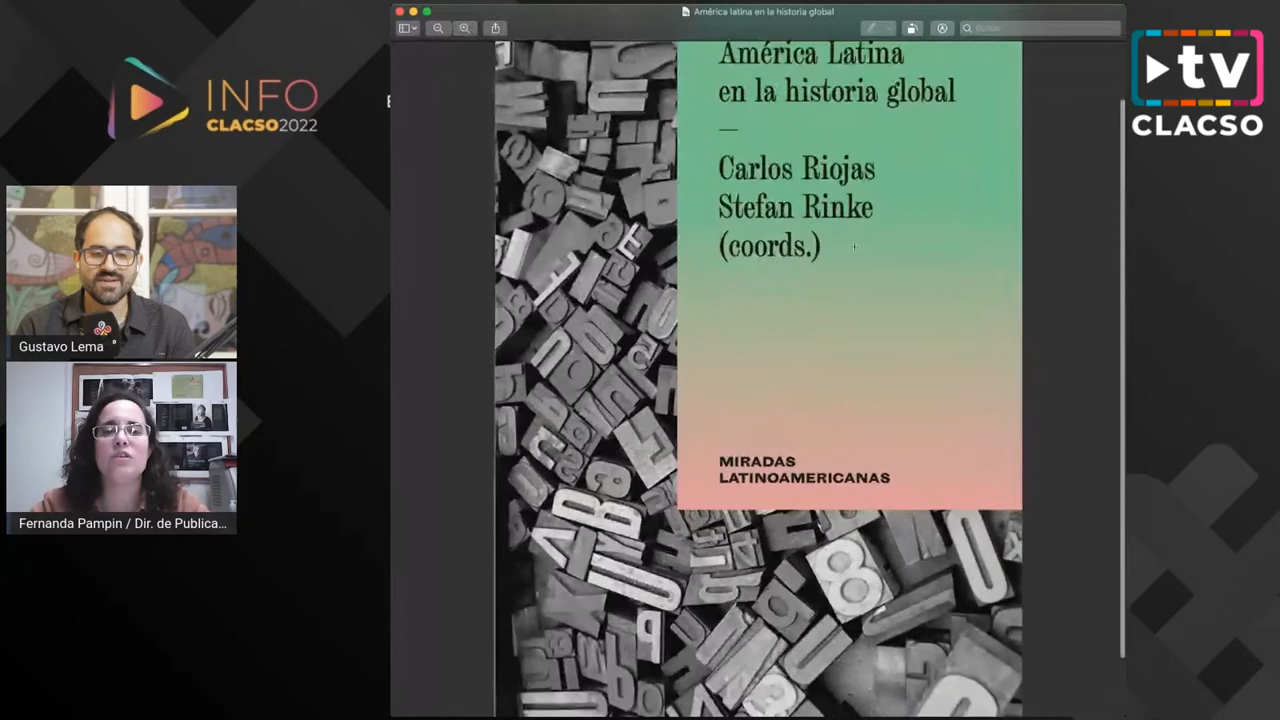 América latina en la historia global
INFO
CLACSO2022
tv
CLACSO
América Latina
en la historia global
—
Carlos Riojas
Stefan Rinke
(coords.)
MIRADAS
LATINOAMERICANAS
Gustavo Lema
Fernanda Pampin / Dir. de Publica...